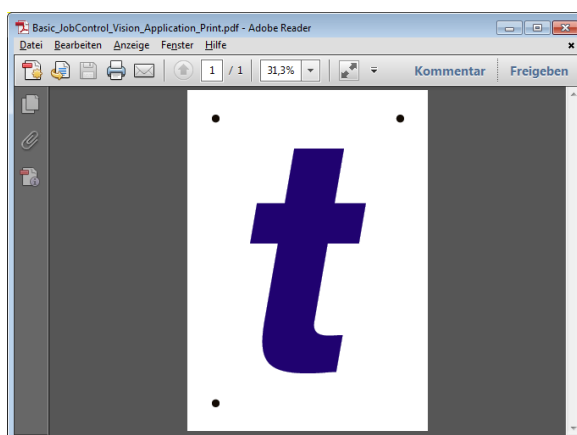 Basic_JobControl_Vision_Application_Print.pdf - Adobe Reader
Datei Bearbeiten Anzeige Fenster Hilfe
1 / 1 31,3% Kommentar Freigeben
t